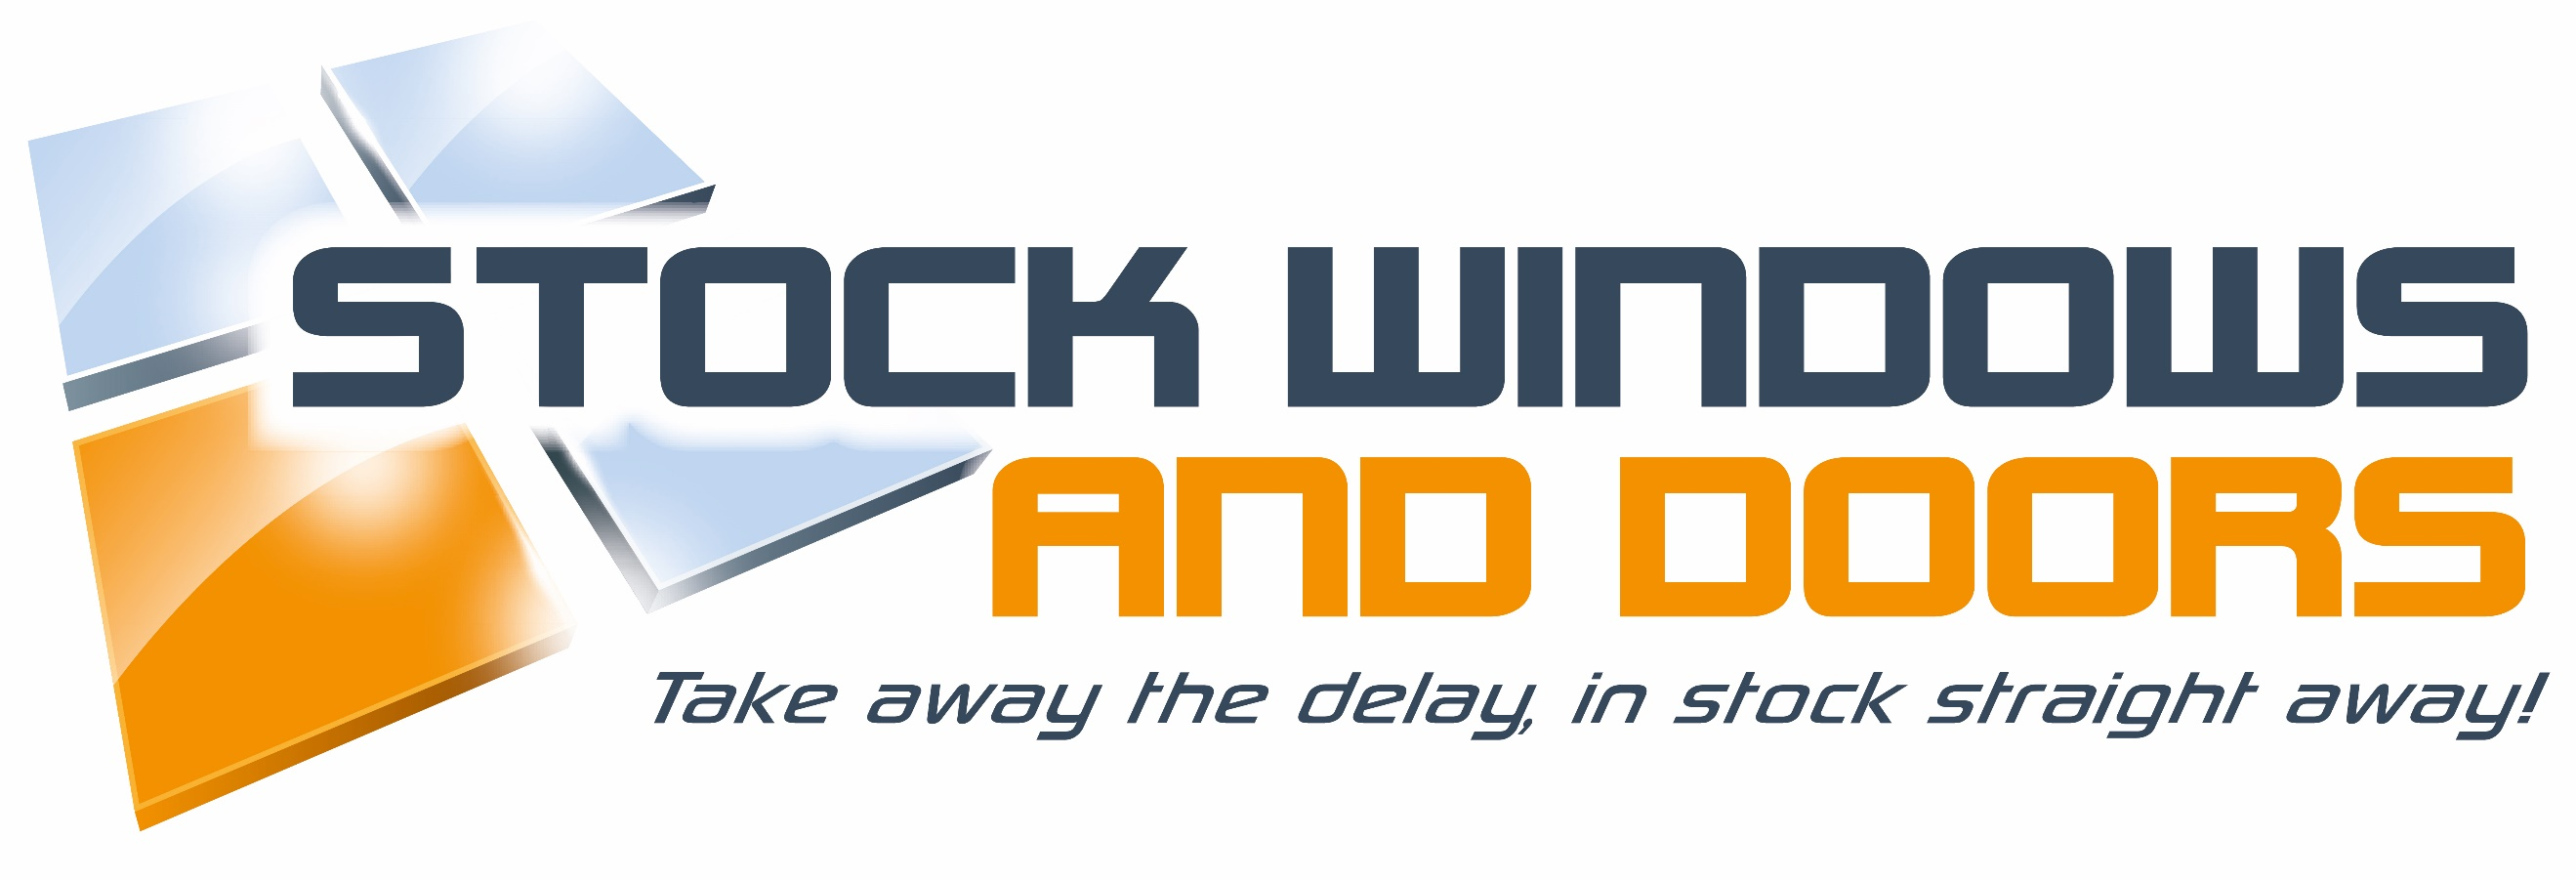 STOCK WINDOWS
AND DOORS
Take away the delay, in stock straight away!